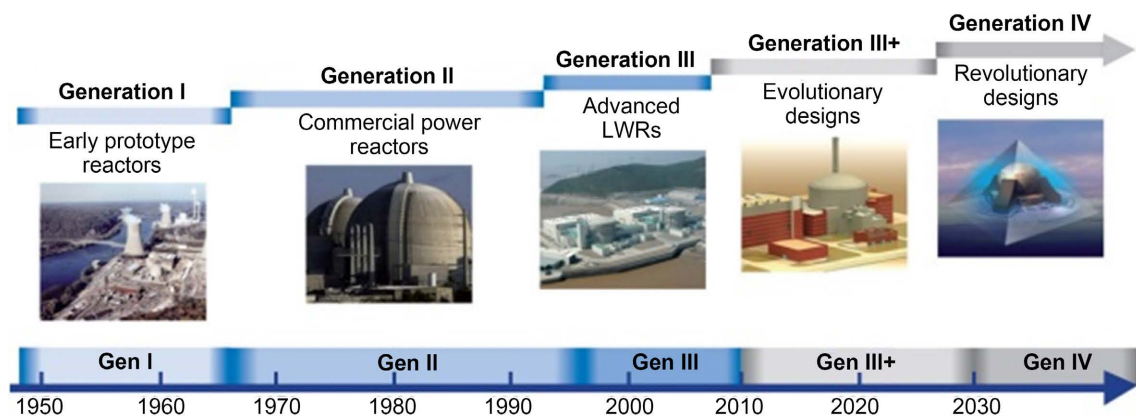 Generation I
Early prototype
reactors
Generation II
Commercial power
reactors
Generation III
Advanced
LWRs
Generation III+
Evolutionary
designs
Generation IV
Revolutionary
designs
Gen I
Gen II
Gen III
Gen III+
Gen IV
1950
1960
1970
1980
1990
2000
2010
2020
2030